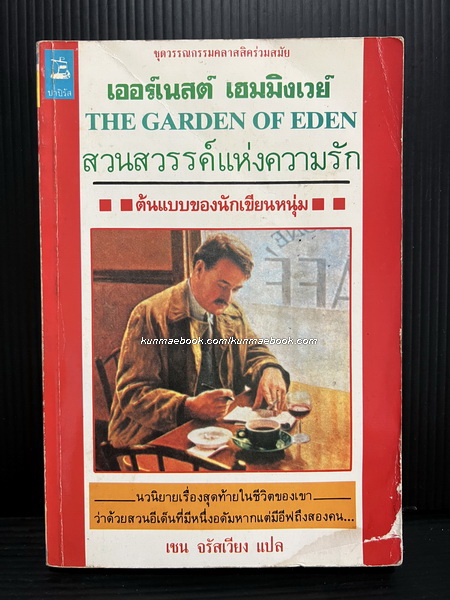 ชุดวรรณกรรมคลาสสิคร่วมสมัย
นาปิรัส
เออร์เนสต์ เฮมมิงเวย์
THE GARDEN OF EDEN
สวนสวรรค์แห่งความรัก
ต้นแบบของนักเขียนหนุ่ม
kunmaebook.com/kunmaebook.com
นวนิยายเรื่องสุดท้ายในชีวิตของเขา
ว่าด้วยสวนอีเด็นที่มีหนึ่งอดัมหากแต่มีอีฟถึงสองคน...
เชน จรัสเวียง แปล